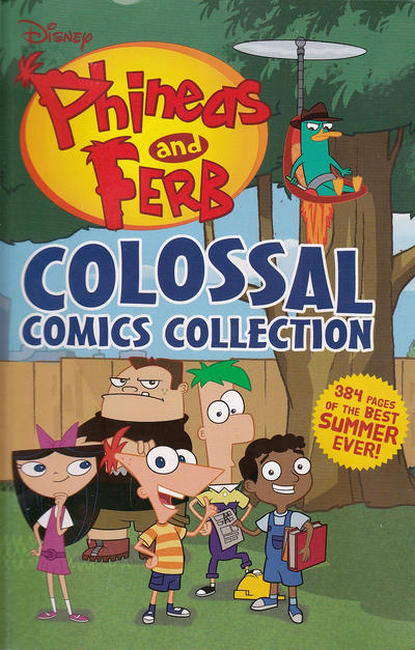 Disney
Phineas
and
Ferb
COLOSSAL
COMICS COLLECTION
384 PAGES
OF THE BEST
SUMMER
EVER!